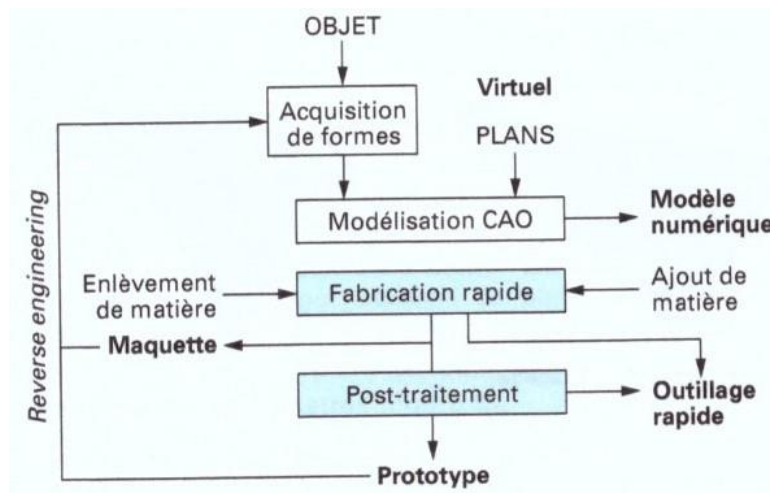 OBJET
Virtuel
Acquisition
de formes
PLANS
Modélisation CAO
Modèle
numérique
Enlèvement
de matière
Fabrication rapide
Ajout de
matière
Maquette
Reverse engineering
Post-traitement
Outillage
rapide
Prototype